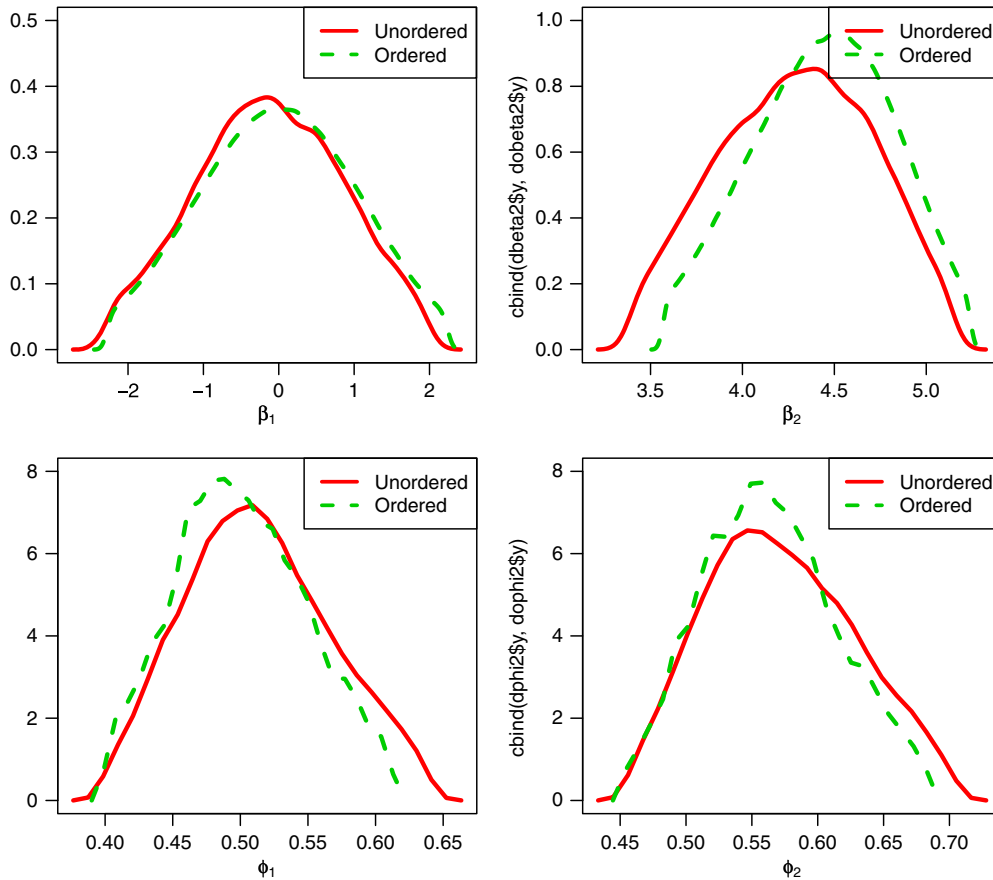 0.5
0.4
0.3
0.2
0.1
0.0
Unordered
Ordered
−2 −1 0 1 2
β1
cbind(dbeta2$y, dobeta2$y)
1.0
0.8
0.6
0.4
0.2
0.0
Unordered
Ordered
3.5 4.0 4.5 5.0
β2
8
6
4
2
0
Unordered
Ordered
0.40 0.45 0.50 0.55 0.60 0.65
ϕ1
cbind(dphi2$y, dophi2$y)
8
6
4
2
0
Unordered
Ordered
0.45 0.50 0.55 0.60 0.65 0.70
ϕ2